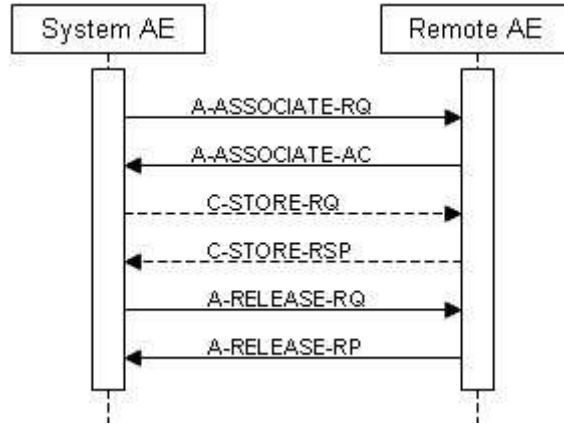 System AE
Remote AE
A-ASSOCIATE-RQ
A-ASSOCIATE-AC
C-STORE-RQ
C-STORE-RSP
A-RELEASE-RQ
A-RELEASE-RP